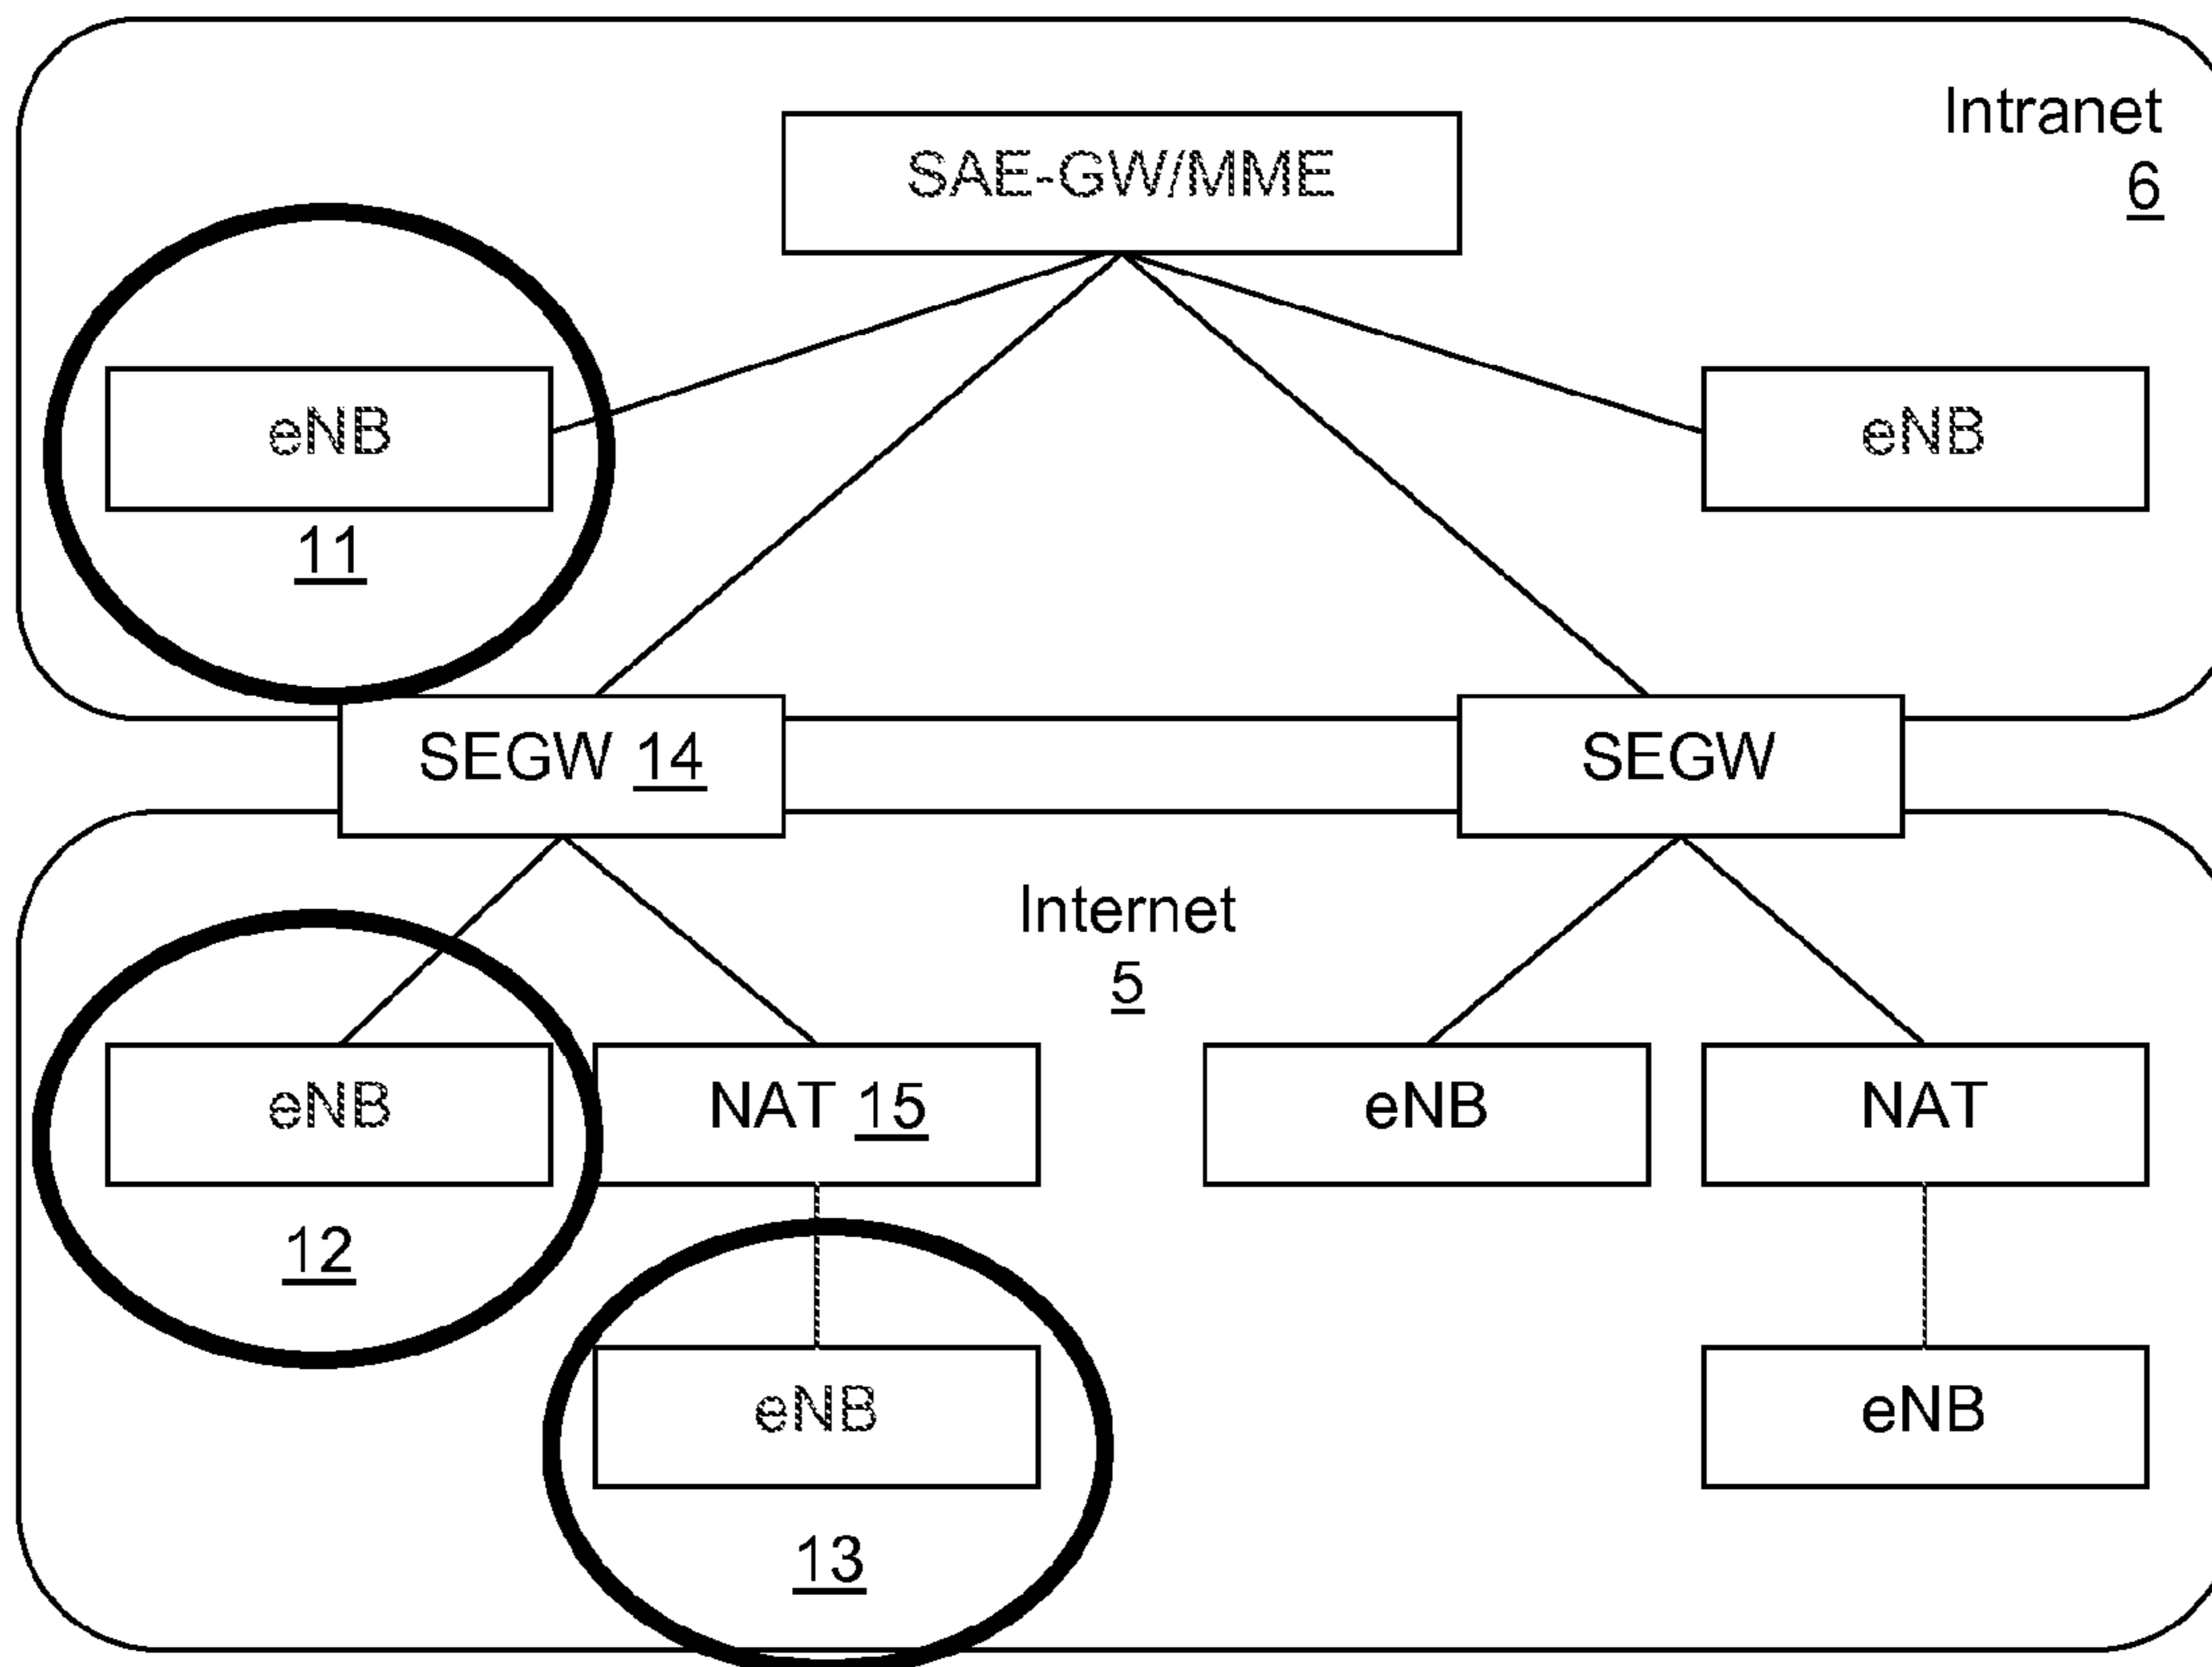 Intranet
6
SAE-GW/MME
eNB
11
eNB
SEGW 14
SEGW
Internet
5
eNB
12
NAT 15
eNB
NAT
eNB
13
eNB